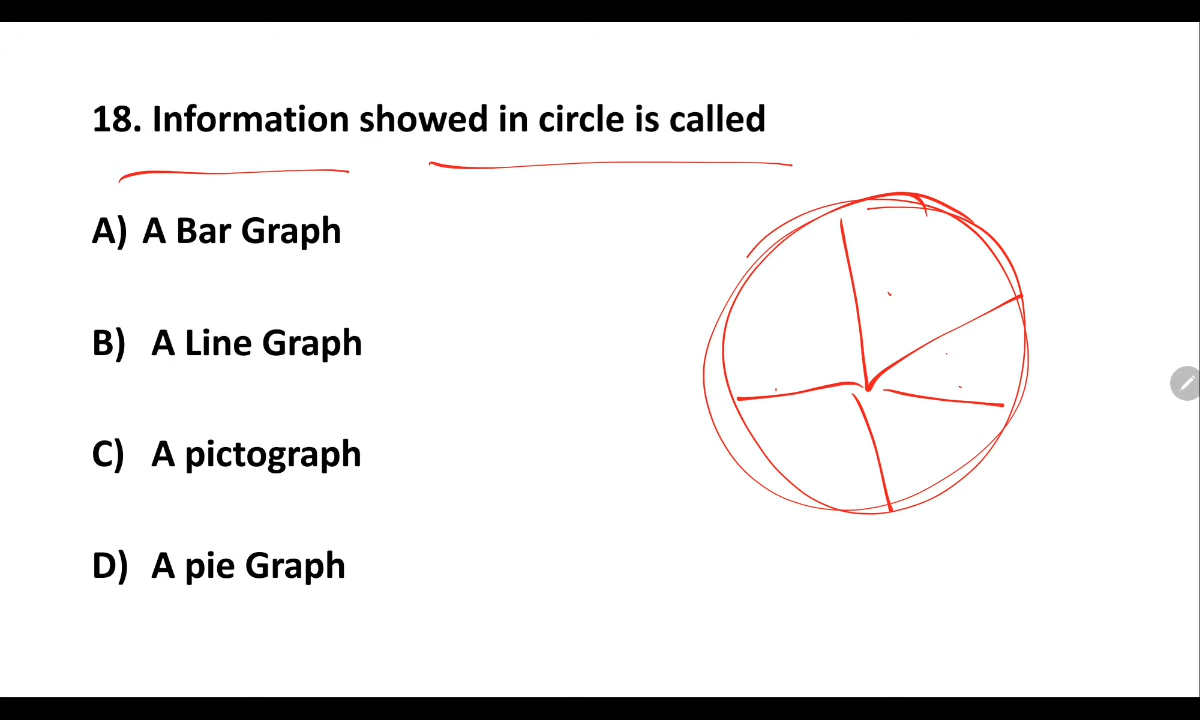 18. Information showed in circle is called
A) A Bar Graph
B) A Line Graph
C) A pictograph
D) A pie Graph